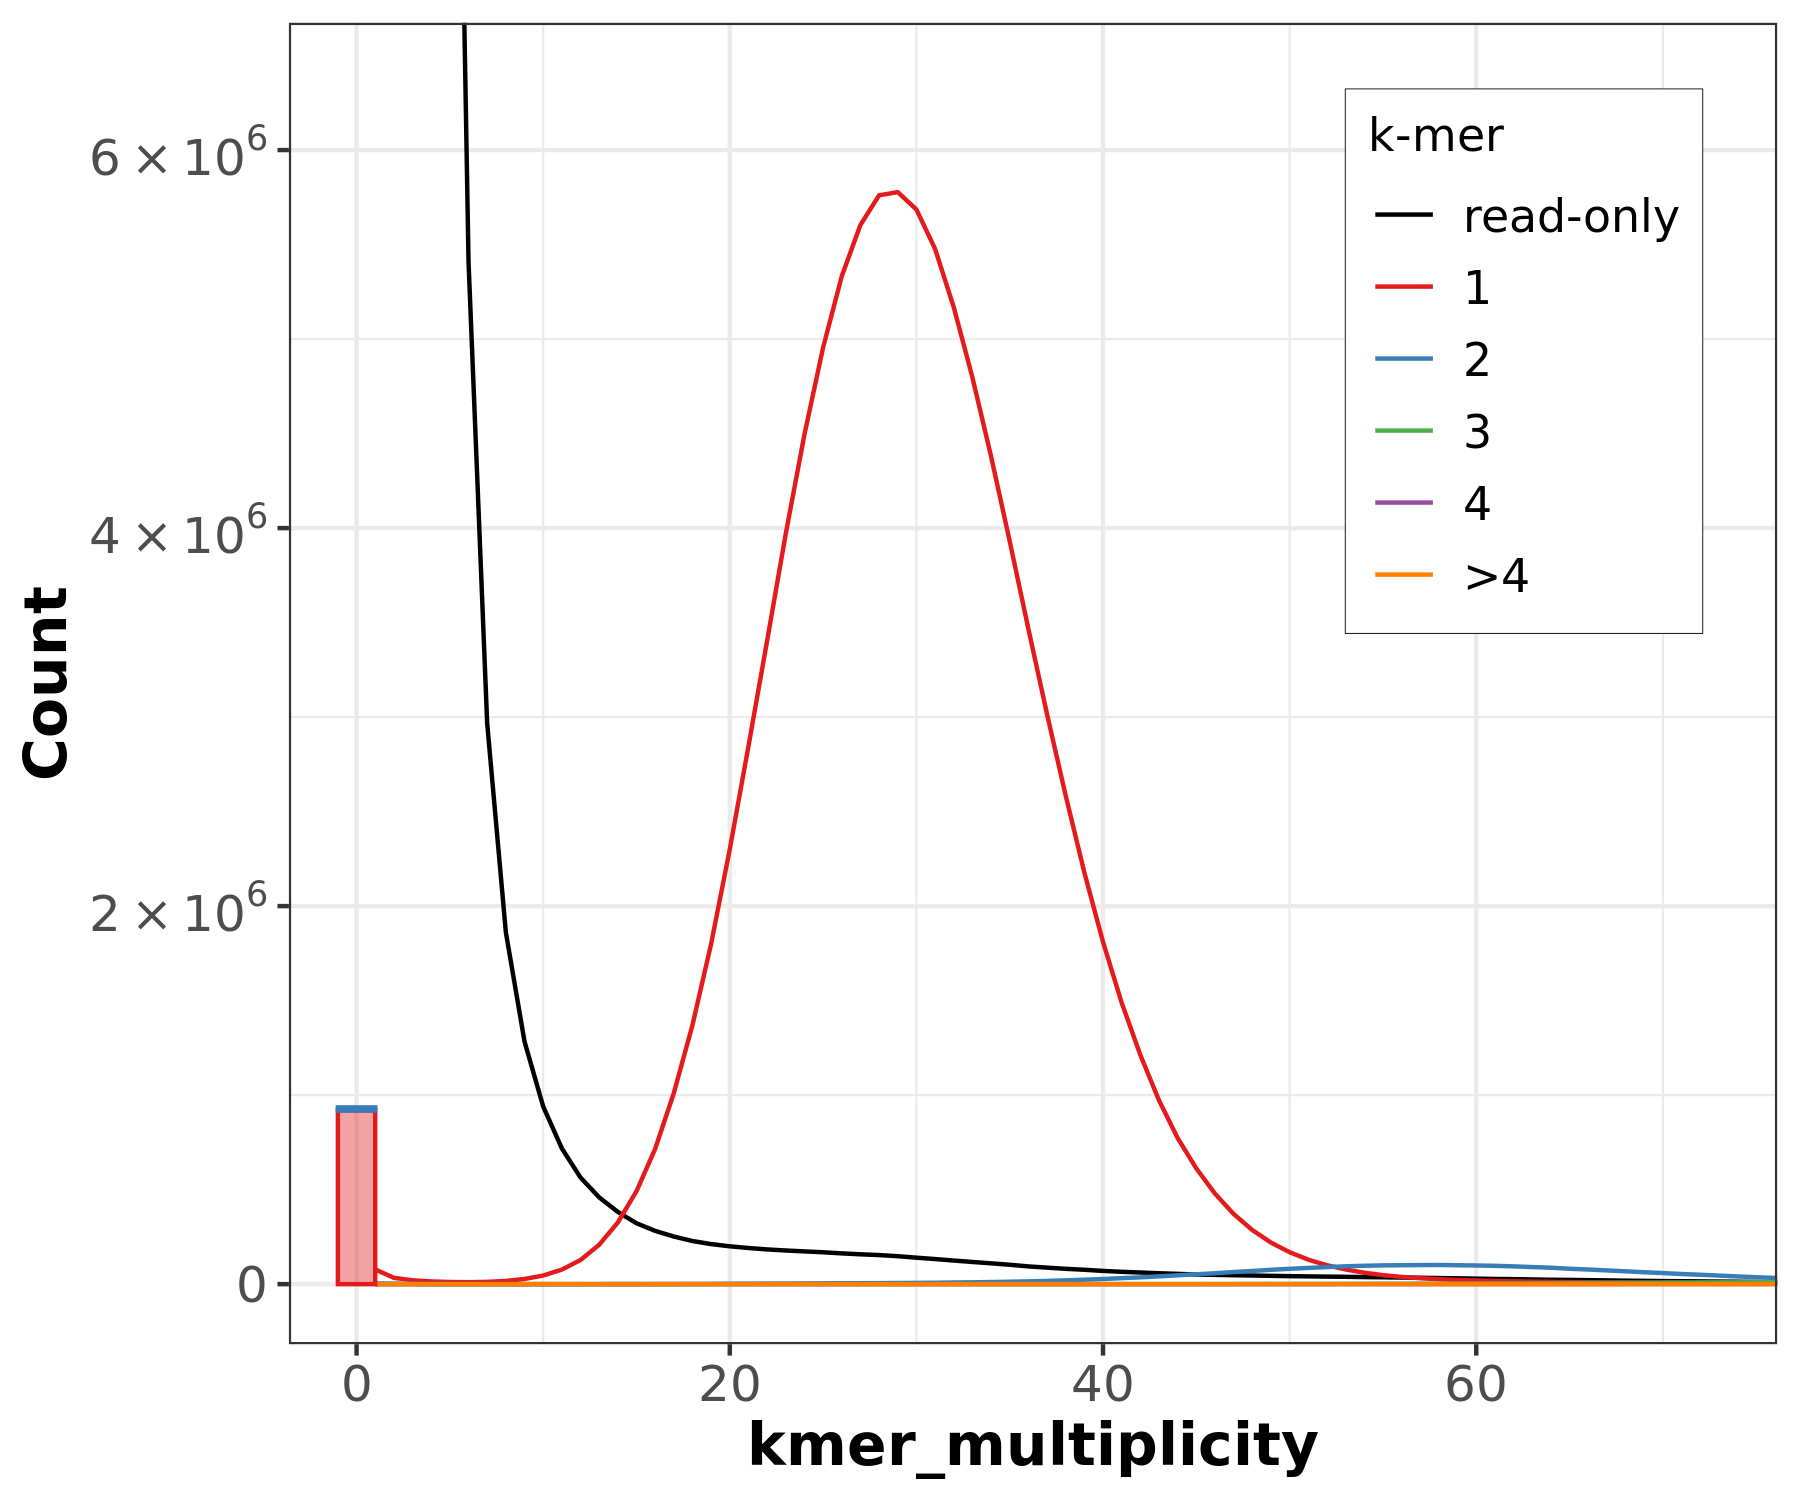 6 × 10⁶
4 × 10⁶
2 × 10⁶
0
Count
0 20 40 60
kmer_multiplicity
k-mer
read-only
1
2
3
4
>4